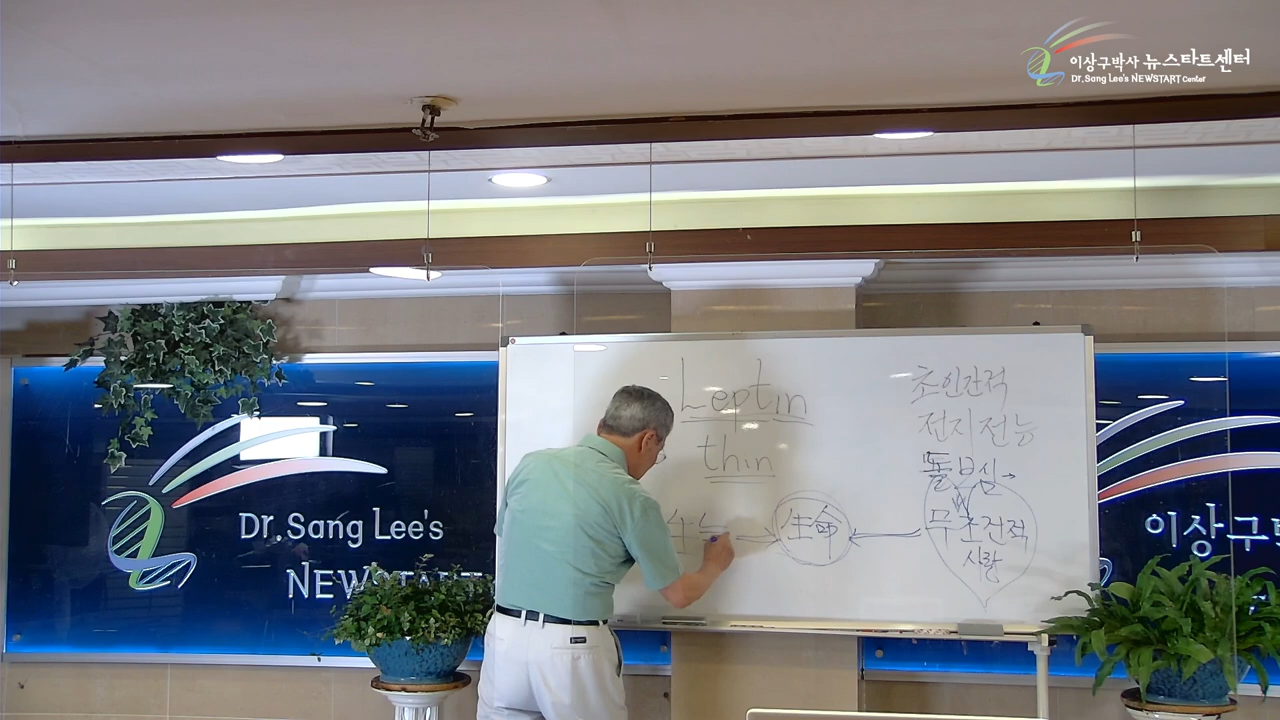 이상구박사 뉴스타트센터
Dr. Sang Lee's NEWSTART Center
Leptin
thin
生命
초인간적
전지전능
돌보심→
무조건적
사랑
Dr. Sang Lee's
이상구